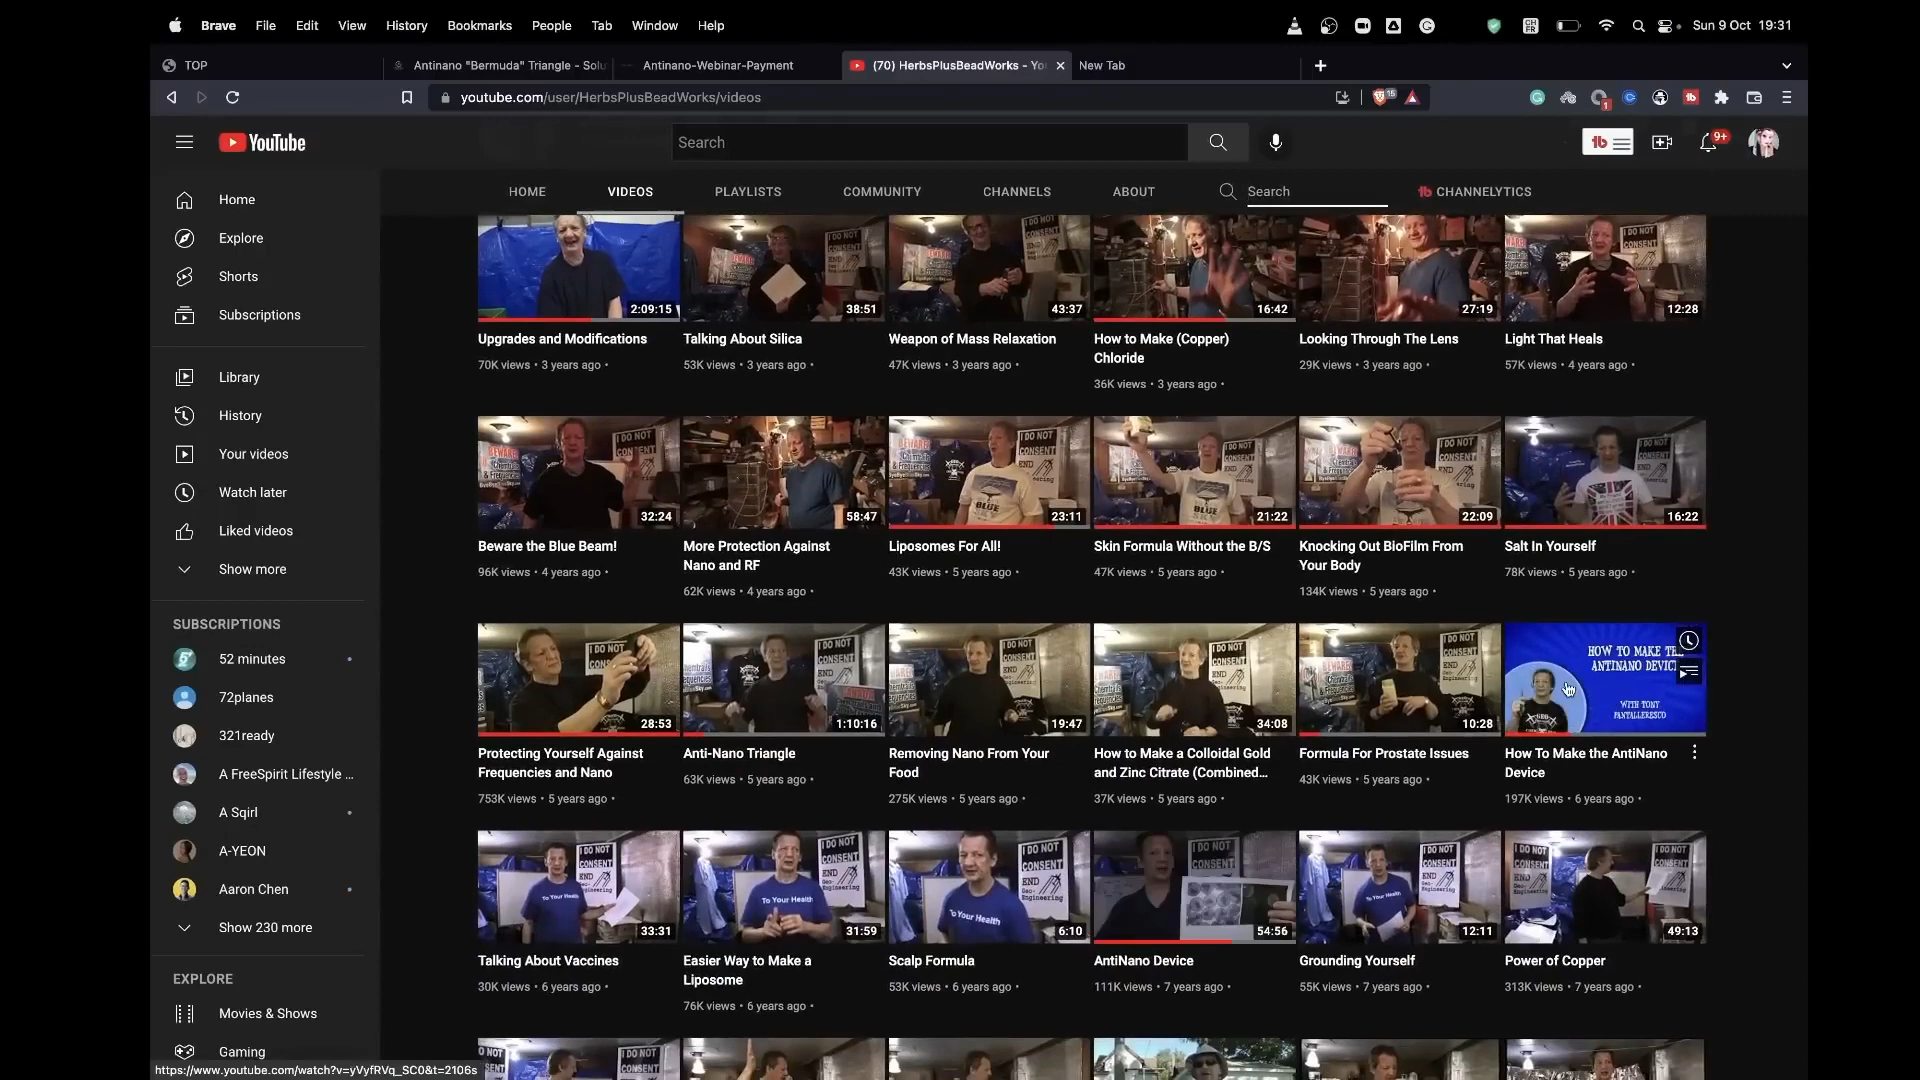 Brave File Edit View History Bookmarks People Tab Window Help Sun 9 Oct 19:31
TOP Antinano "Bermuda" Triangle - Solu Antinano-Webinar-Payment (70) HerbsPlusBeadWorks - Yo New Tab
youtube.com/user/HerbsPlusBeadWorks/videos 15 1
YouTube Search 9+
HOME VIDEOS PLAYLISTS COMMUNITY CHANNELS ABOUT Search CHANNELYTICS
Home
Explore
Shorts
Subscriptions
Library
History
Your videos
Watch later
Liked videos
Show more
SUBSCRIPTIONS
52 minutes
72planes
321ready
A FreeSpirit Lifestyle ...
A Sqirl
A-YEON
Aaron Chen
Show 230 more
EXPLORE
Movies & Shows
Gaming
2:09:15 38:51 43:37 16:42 27:19 12:28
Upgrades and Modifications
70K views • 3 years ago •
Talking About Silica
53K views • 3 years ago •
Weapon of Mass Relaxation
47K views • 3 years ago •
How to Make (Copper)
Chloride
36K views • 3 years ago •
Looking Through The Lens
29K views • 3 years ago •
Light That Heals
57K views • 4 years ago •
32:24 58:47 23:11 21:22 22:09 16:22
Beware the Blue Beam!
96K views • 4 years ago •
More Protection Against
Nano and RF
62K views • 4 years ago •
Liposomes For All!
43K views • 5 years ago •
Skin Formula Without the B/S
47K views • 5 years ago •
Knocking Out BioFilm From
Your Body
134K views • 5 years ago •
Salt In Yourself
78K views • 5 years ago •
28:53 1:10:16 19:47 34:08 10:28
HOW TO MAKE THE
ANTINANO DEVICE
WITH TONY
PANTALLERESCO
Protecting Yourself Against
Frequencies and Nano
753K views • 5 years ago •
Anti-Nano Triangle
63K views • 5 years ago •
Removing Nano From Your
Food
275K views • 5 years ago •
How to Make a Colloidal Gold
and Zinc Citrate (Combined...
37K views • 5 years ago •
Formula For Prostate Issues
43K views • 5 years ago •
How To Make the AntiNano
Device
197K views • 6 years ago •
I DO NOT
CONSENT
END
Geo-
Engineering
To Your Health
33:31 31:59 6:10 54:56 12:11 49:13
Talking About Vaccines
30K views • 6 years ago •
Easier Way to Make a
Liposome
76K views • 6 years ago •
Scalp Formula
53K views • 6 years ago •
AntiNano Device
111K views • 7 years ago •
Grounding Yourself
55K views • 7 years ago •
Power of Copper
313K views • 7 years ago •
https://www.youtube.com/watch?v=yVyfRVq_SC0&t=2106s